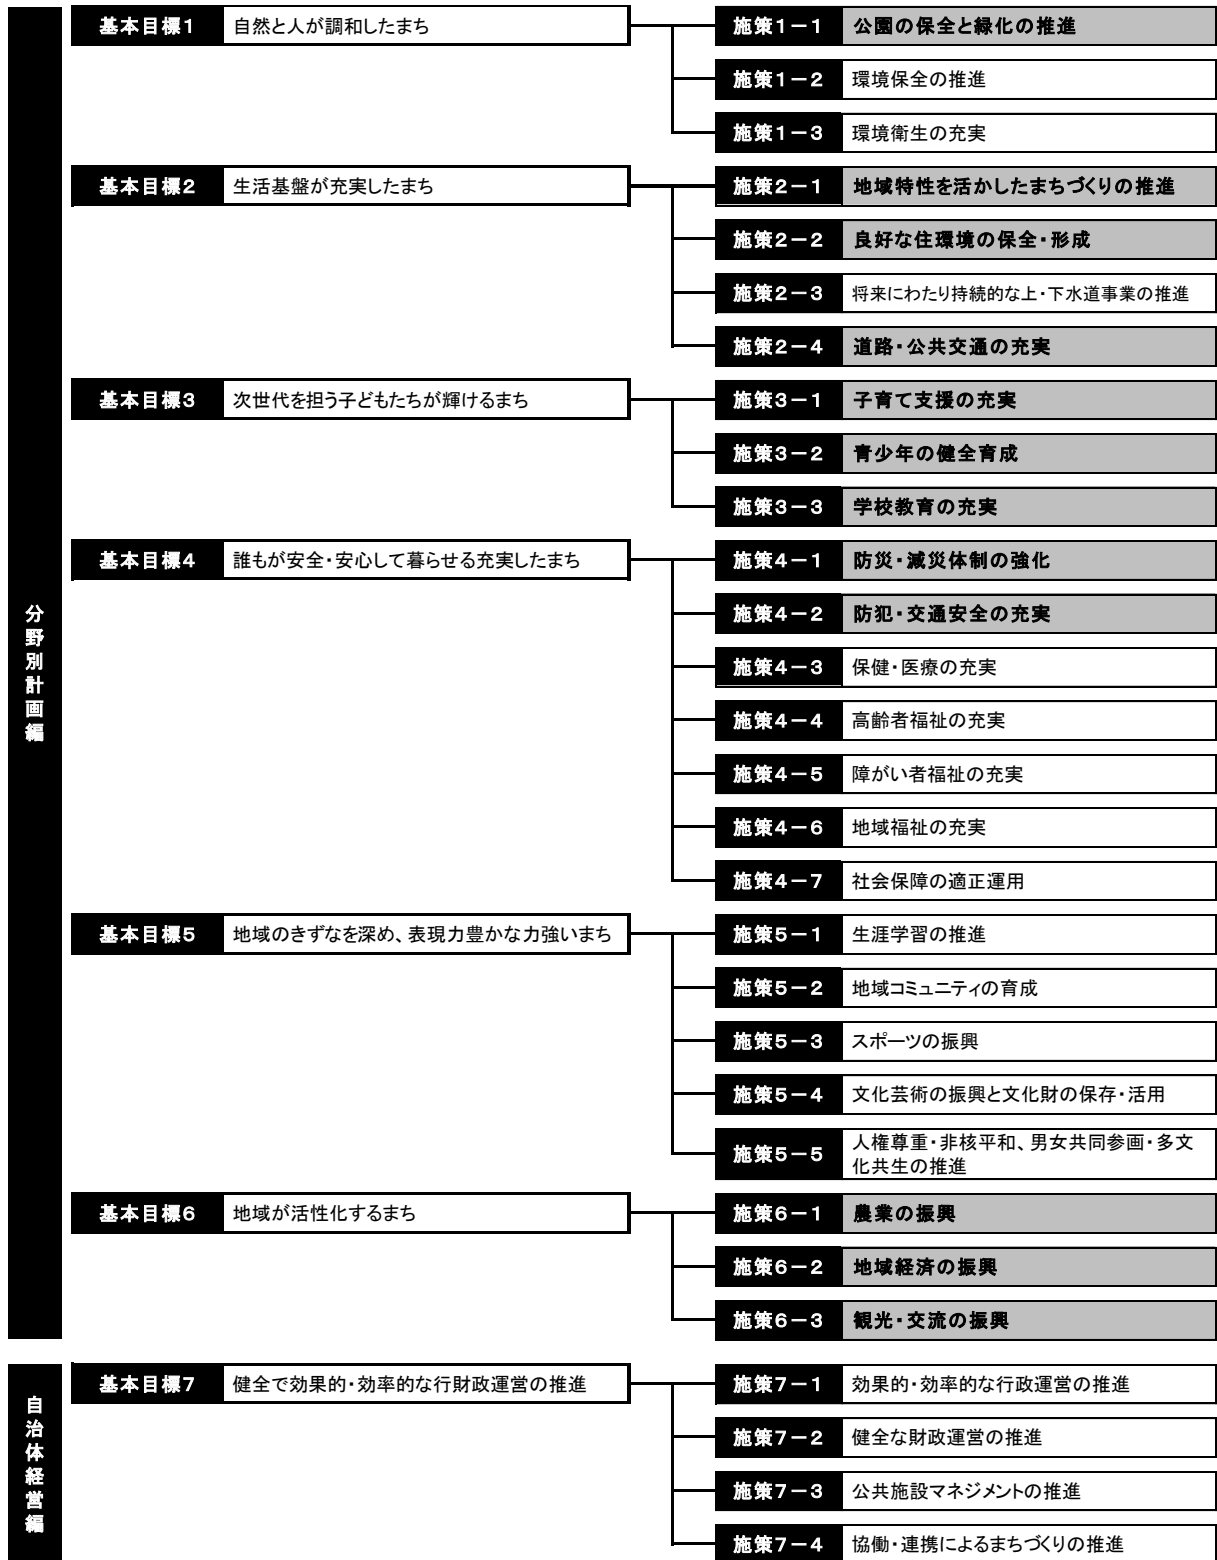 分野別計画編
基本目標1 自然と人が調和したまち
施策1-1 公園の保全と緑化の推進
施策1-2 環境保全の推進
施策1-3 環境衛生の充実
基本目標2 生活基盤が充実したまち
施策2-1 地域特性を活かしたまちづくりの推進
施策2-2 良好な住環境の保全・形成
施策2-3 将来にわたり持続的な上・下水道事業の推進
施策2-4 道路・公共交通の充実
基本目標3 次世代を担う子どもたちが輝けるまち
施策3-1 子育て支援の充実
施策3-2 青少年の健全育成
施策3-3 学校教育の充実
基本目標4 誰もが安全・安心して暮らせる充実したまち
施策4-1 防災・減災体制の強化
施策4-2 防犯・交通安全の充実
施策4-3 保健・医療の充実
施策4-4 高齢者福祉の充実
施策4-5 障がい者福祉の充実
施策4-6 地域福祉の充実
施策4-7 社会保障の適正運用
基本目標5 地域のきずなを深め、表現力豊かな力強いまち
施策5-1 生涯学習の推進
施策5-2 地域コミュニティの育成
施策5-3 スポーツの振興
施策5-4 文化芸術の振興と文化財の保存・活用
施策5-5 人権尊重・非核平和、男女共同参画・多文
化共生の推進
基本目標6 地域が活性化するまち
施策6-1 農業の振興
施策6-2 地域経済の振興
施策6-3 観光・交流の振興
自治体経営編
基本目標7 健全で効果的・効率的な行財政運営の推進
施策7-1 効果的・効率的な行政運営の推進
施策7-2 健全な財政運営の推進
施策7-3 公共施設マネジメントの推進
施策7-4 協働・連携によるまちづくりの推進